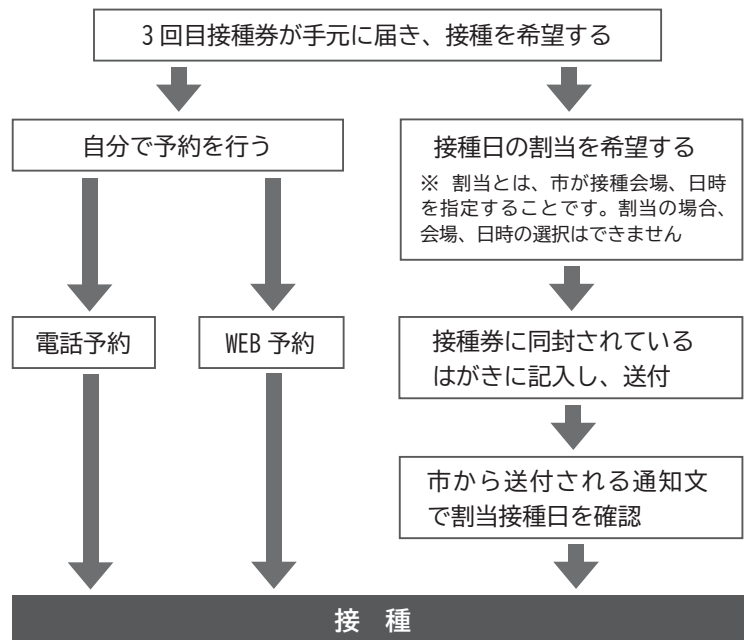 3回目接種券が手元に届き、接種を希望する
自分で予約を行う
接種日の割当を希望する
※ 割当とは、市が接種会場、日時
を指定することです。割当の場合、
会場、日時の選択はできません
電話予約
WEB 予約
接種券に同封されている
はがきに記入し、送付
市から送付される通知文
で割当接種日を確認
接 種